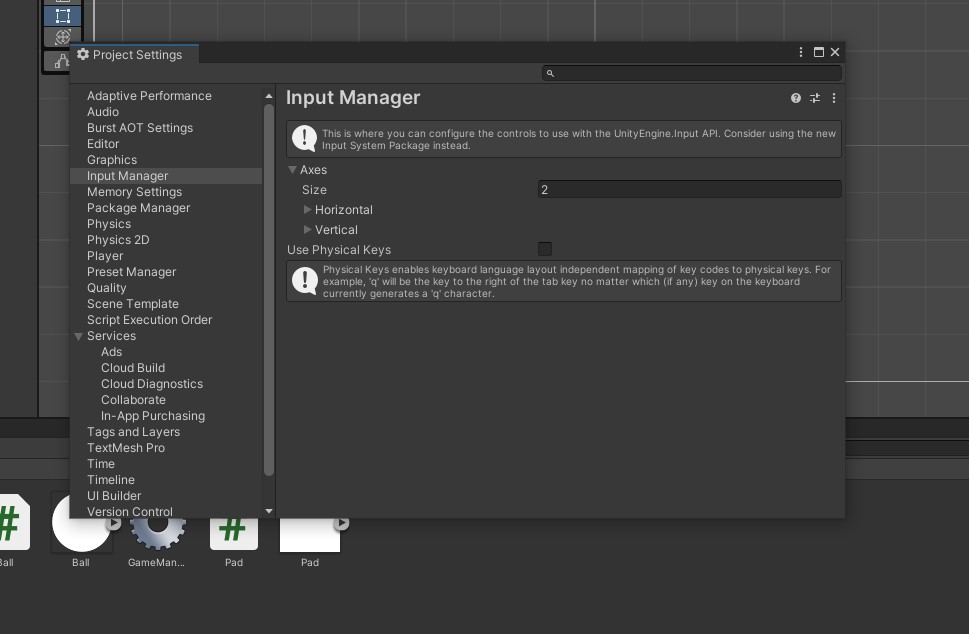 Project Settings
Adaptive Performance
Audio
Burst AOT Settings
Editor
Graphics
Input Manager
Memory Settings
Package Manager
Physics
Physics 2D
Player
Preset Manager
Quality
Scene Template
Script Execution Order
Services
Ads
Cloud Build
Cloud Diagnostics
Collaborate
In-App Purchasing
Tags and Layers
TextMesh Pro
Time
Timeline
UI Builder
Version Control
Input Manager
This is where you can configure the controls to use with the UnityEngine.Input API. Consider using the new
Input System Package instead.
Axes
Size 2
Horizontal
Vertical
Use Physical Keys
Physical Keys enables keyboard language layout independent mapping of key codes to physical keys. For
example, 'q' will be the key to the right of the tab key no matter which (if any) key on the keyboard
currently generates a 'q' character.
Ball Ball GameMan... Pad Pad